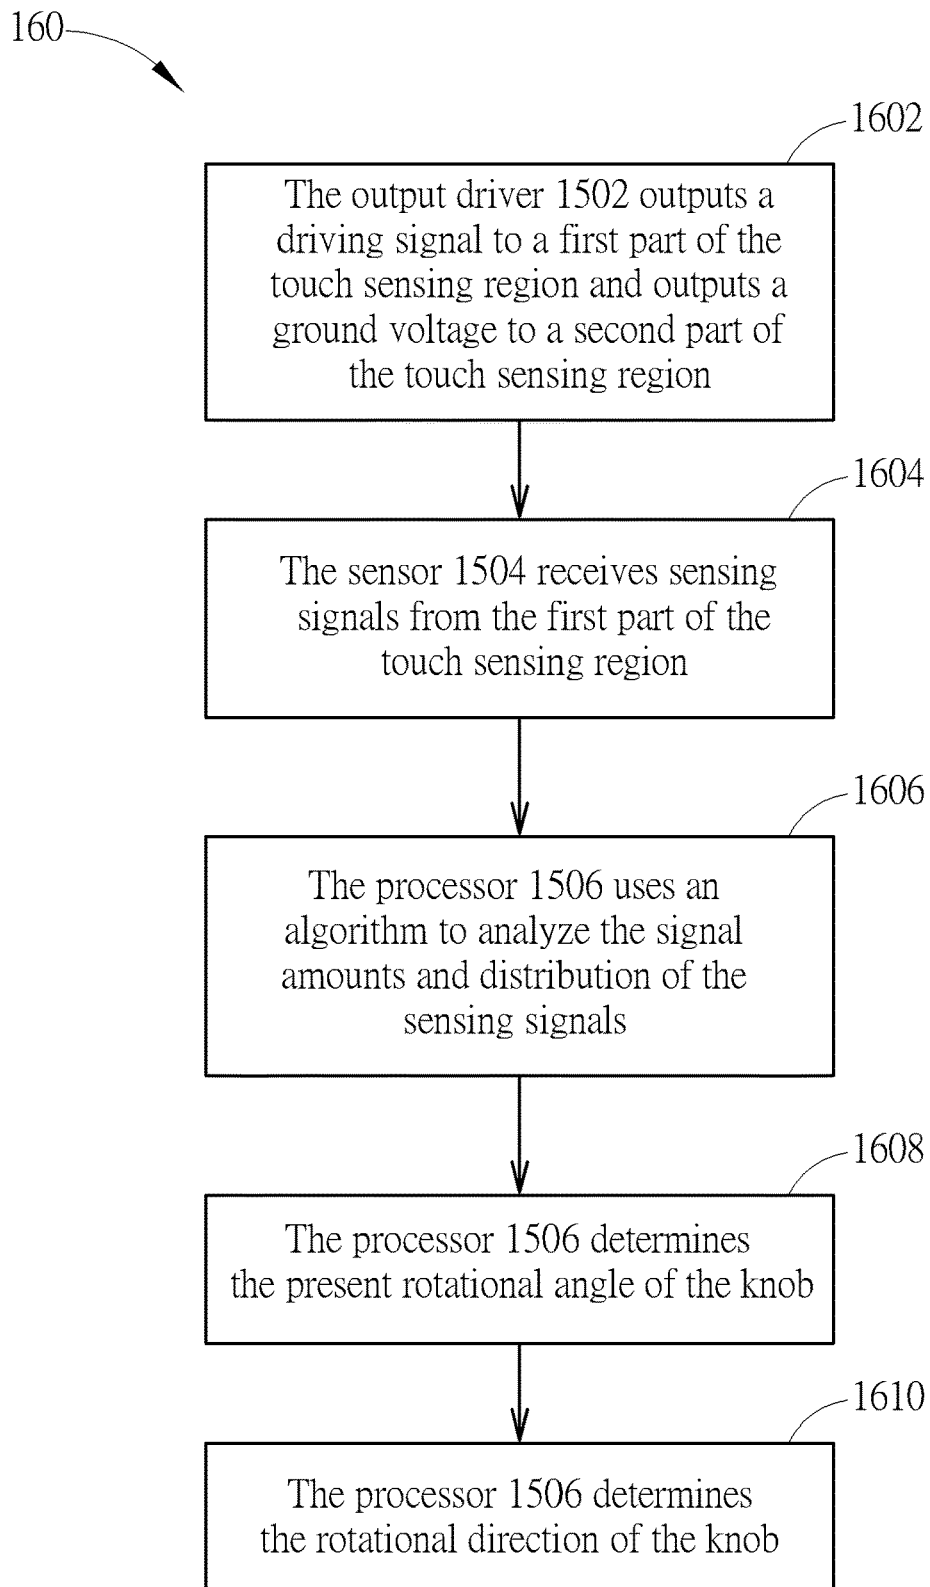 160
1602
The output driver 1502 outputs a
driving signal to a first part of the
touch sensing region and outputs a
ground voltage to a second part of
the touch sensing region
1604
The sensor 1504 receives sensing
signals from the first part of the
touch sensing region
1606
The processor 1506 uses an
algorithm to analyze the signal
amounts and distribution of the
sensing signals
1608
The processor 1506 determines
the present rotational angle of the knob
1610
The processor 1506 determines
the rotational direction of the knob